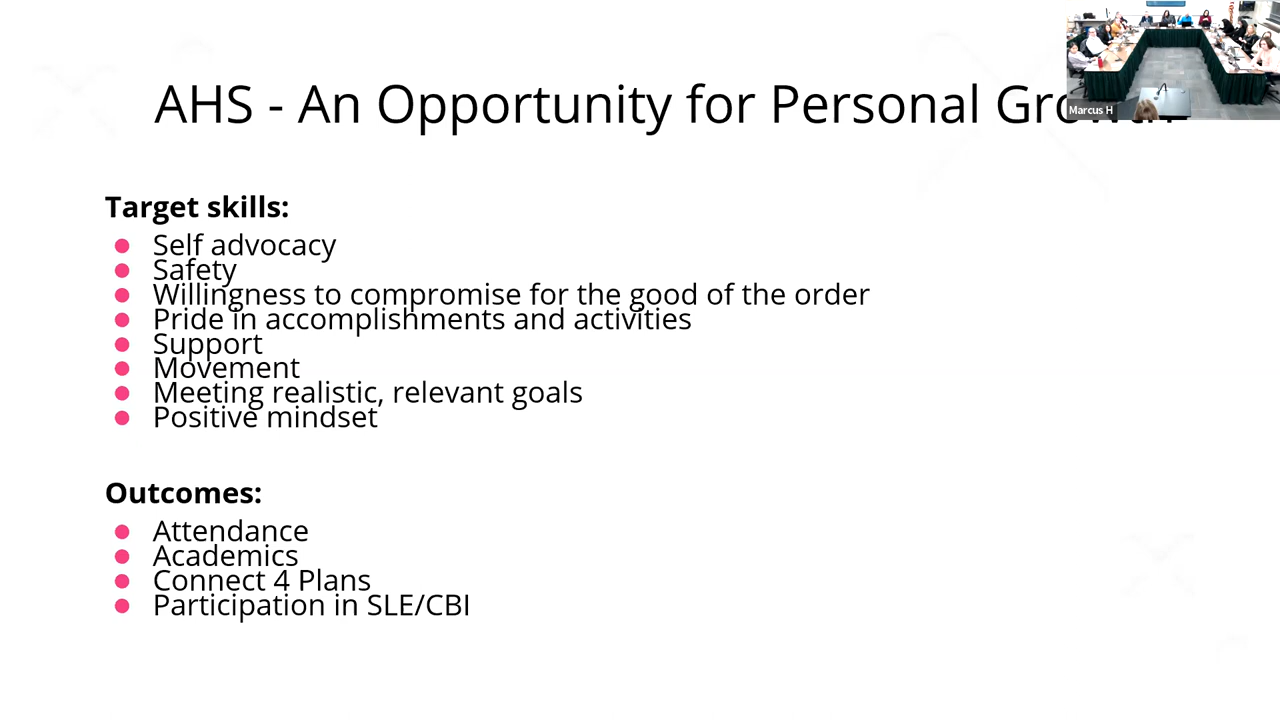 AHS - An Opportunity for Personal
Marcus H
Target skills:
Self advocacy
Safety
Willingness to compromise for the good of the order
Pride in accomplishments and activities
Support
Movement
Meeting realistic, relevant goals
Positive mindset
Outcomes:
Attendance
Academics
Connect 4 Plans
Participation in SLE/CBI